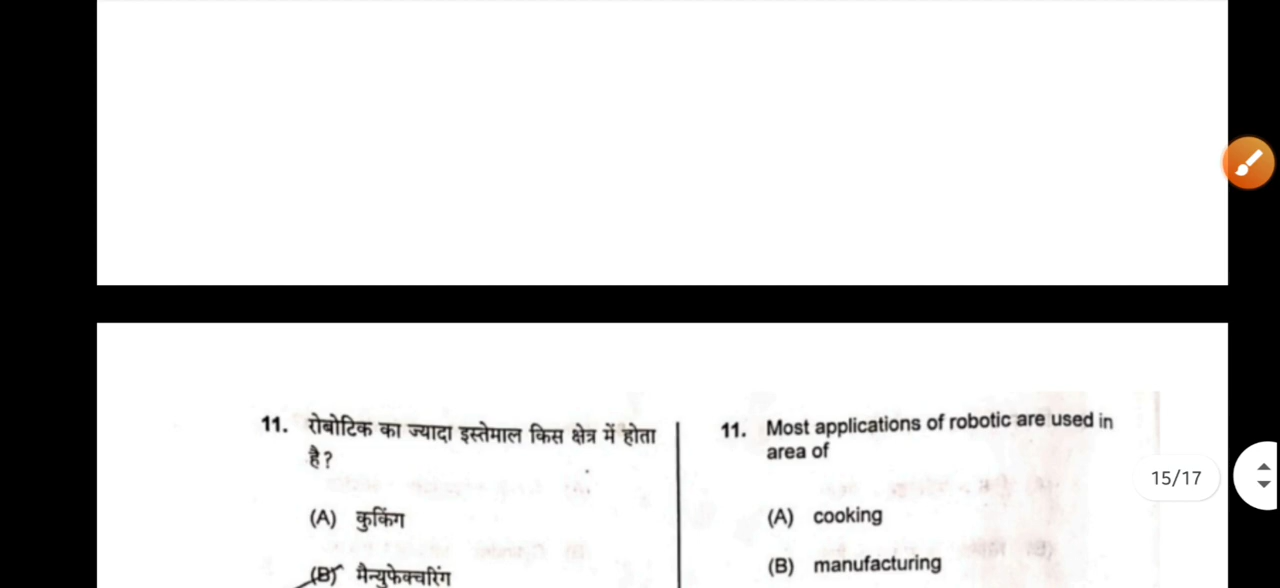 11. रोबोटिक का ज्यादा इस्तेमाल किस क्षेत्र में होता
है?
(A) कुकिंग
(B) मैन्युफेक्चरिंग
11. Most applications of robotic are used in
area of
(A) cooking
(B) manufacturing
15/17